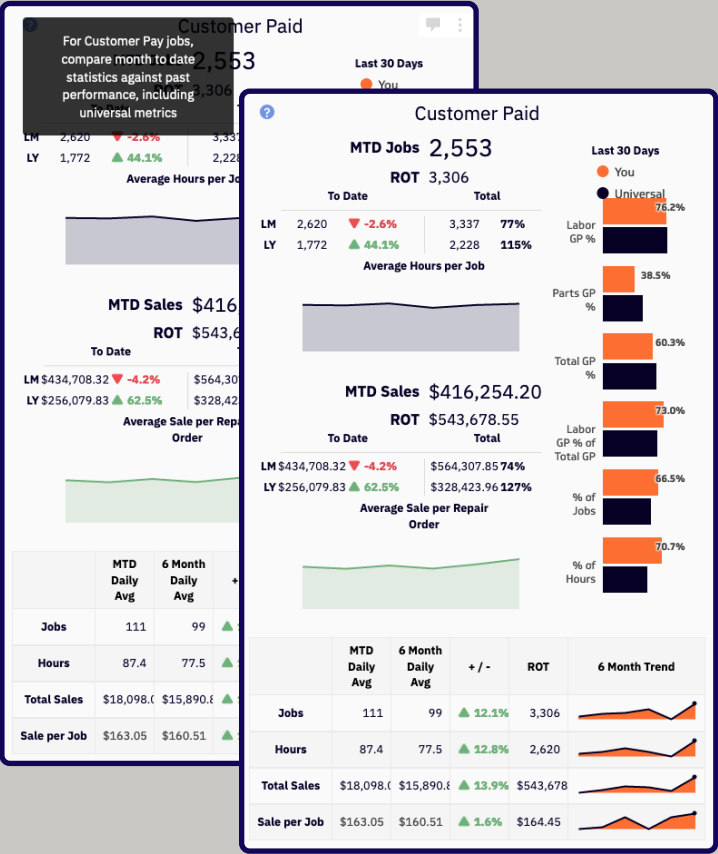 ?
Customer Paid
For Customer Pay jobs,
compare month to date
statistics against past
performance, including
universal metrics
MTD Jobs 2,553
ROT 3,306
To Date
Last 30 Days
You
LM 2,620 -2.6% 3,337
LY 1,772 44.1% 2,228
Average Hours per Jo
MTD Sales $416,
ROT $543,6
To Date
LM $434,708.32 -4.2% $564,30
LY $256,079.83 62.5% $328,42
Average Sale per Repa
Order
MTD Daily Avg 6 Month Daily Avg +
Jobs 111 99
Hours 87.4 77.5
Total Sales $18,098.0 $15,890.8
Sale per Job $163.05 $160.51
?
Customer Paid
MTD Jobs 2,553
ROT 3,306
To Date Total
LM 2,620 -2.6% 3,337 77%
LY 1,772 44.1% 2,228 115%
Average Hours per Job
MTD Sales $416,254.20
ROT $543,678.55
To Date Total
LM $434,708.32 -4.2% $564,307.85 74%
LY $256,079.83 62.5% $328,423.96 127%
Average Sale per Repair
Order
Last 30 Days
You
Universal
Labor
GP %
76.2%
Parts GP
%
38.5%
Total GP
%
60.3%
Labor
GP % of
Total GP
73.0%
% of
Jobs
66.5%
% of
Hours
70.7%
MTD Daily Avg 6 Month Daily Avg + / - ROT 6 Month Trend
Jobs 111 99 12.1% 3,306
Hours 87.4 77.5 12.8% 2,620
Total Sales $18,098.0 $15,890.8 13.9% $543,678
Sale per Job $163.05 $160.51 1.6% $164.45